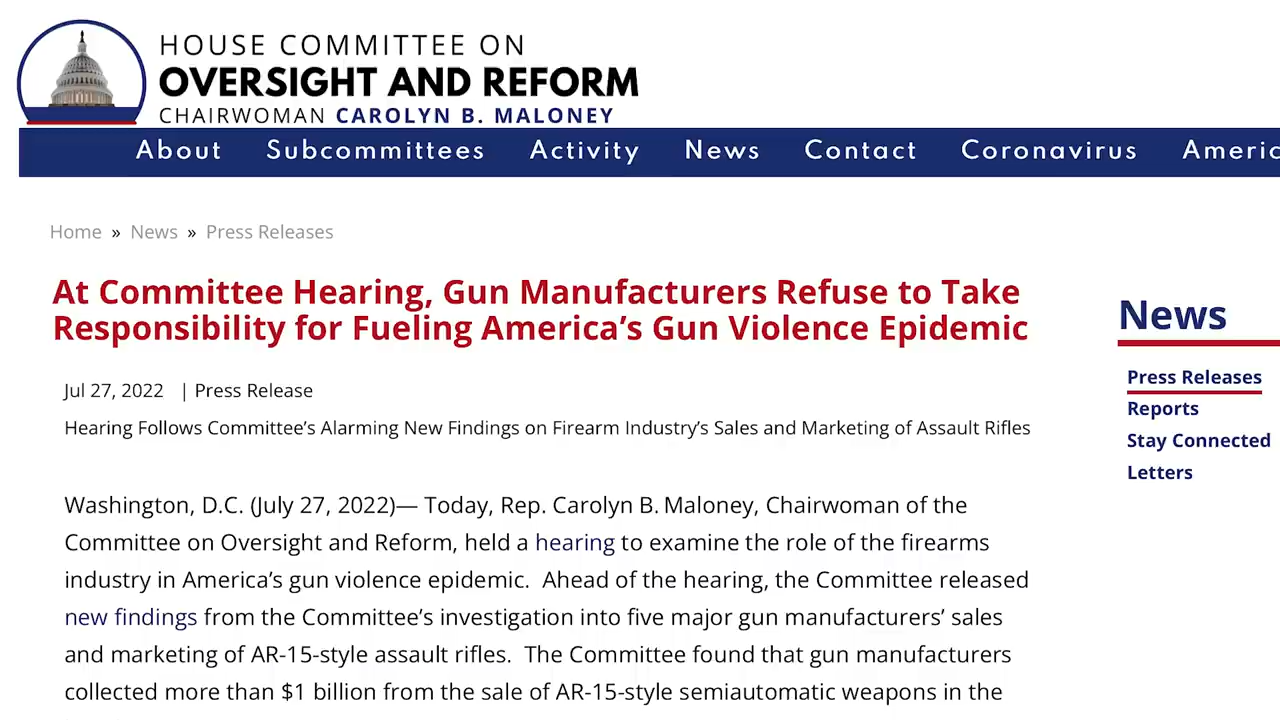 HOUSE COMMITTEE ON
OVERSIGHT AND REFORM
CHAIRWOMAN CAROLYN B. MALONEY
About Subcommittees Activity News Contact Coronavirus Americ
Home » News » Press Releases
At Committee Hearing, Gun Manufacturers Refuse to Take
Responsibility for Fueling America’s Gun Violence Epidemic
Jul 27, 2022 | Press Release
Hearing Follows Committee’s Alarming New Findings on Firearm Industry’s Sales and Marketing of Assault Rifles
Washington, D.C. (July 27, 2022)— Today, Rep. Carolyn B. Maloney, Chairwoman of the
Committee on Oversight and Reform, held a hearing to examine the role of the firearms
industry in America’s gun violence epidemic.  Ahead of the hearing, the Committee released
new findings from the Committee’s investigation into five major gun manufacturers’ sales
and marketing of AR-15-style assault rifles.  The Committee found that gun manufacturers
collected more than $1 billion from the sale of AR-15-style semiautomatic weapons in the
News
Press Releases
Reports
Stay Connected
Letters